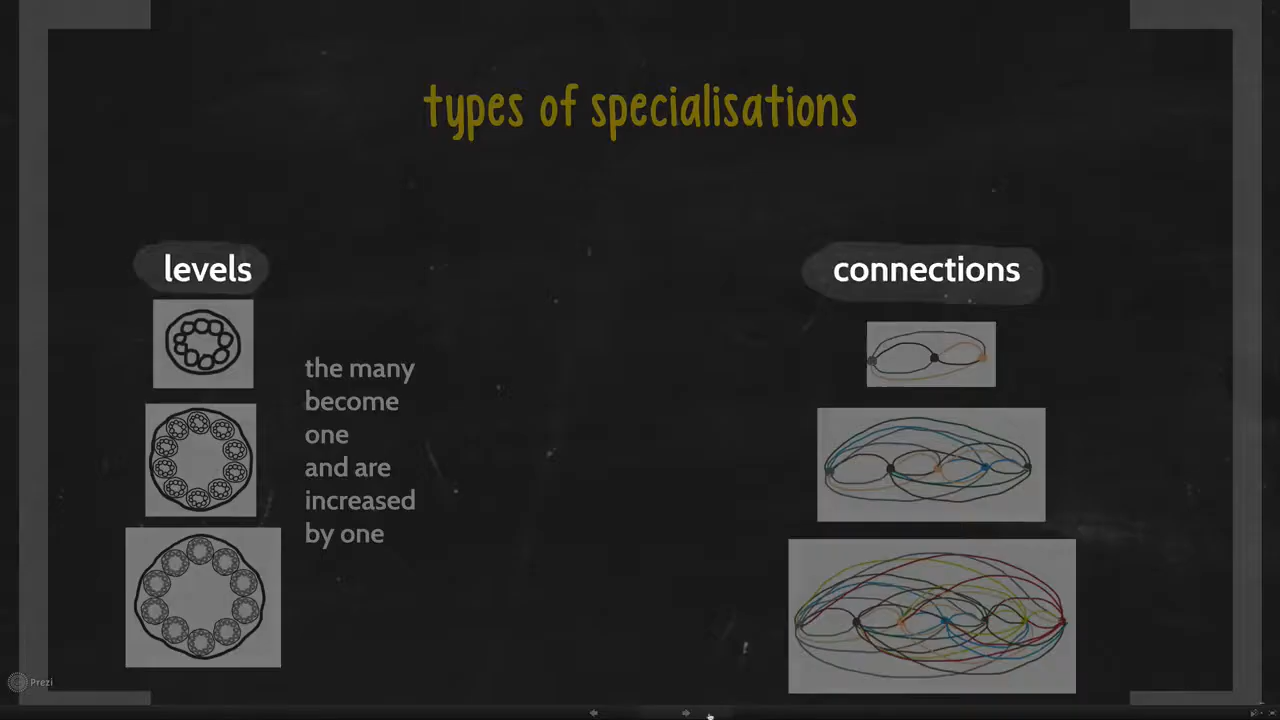 types of specialisations
levels
the many
become
one
and are
increased
by one
connections
Prezi